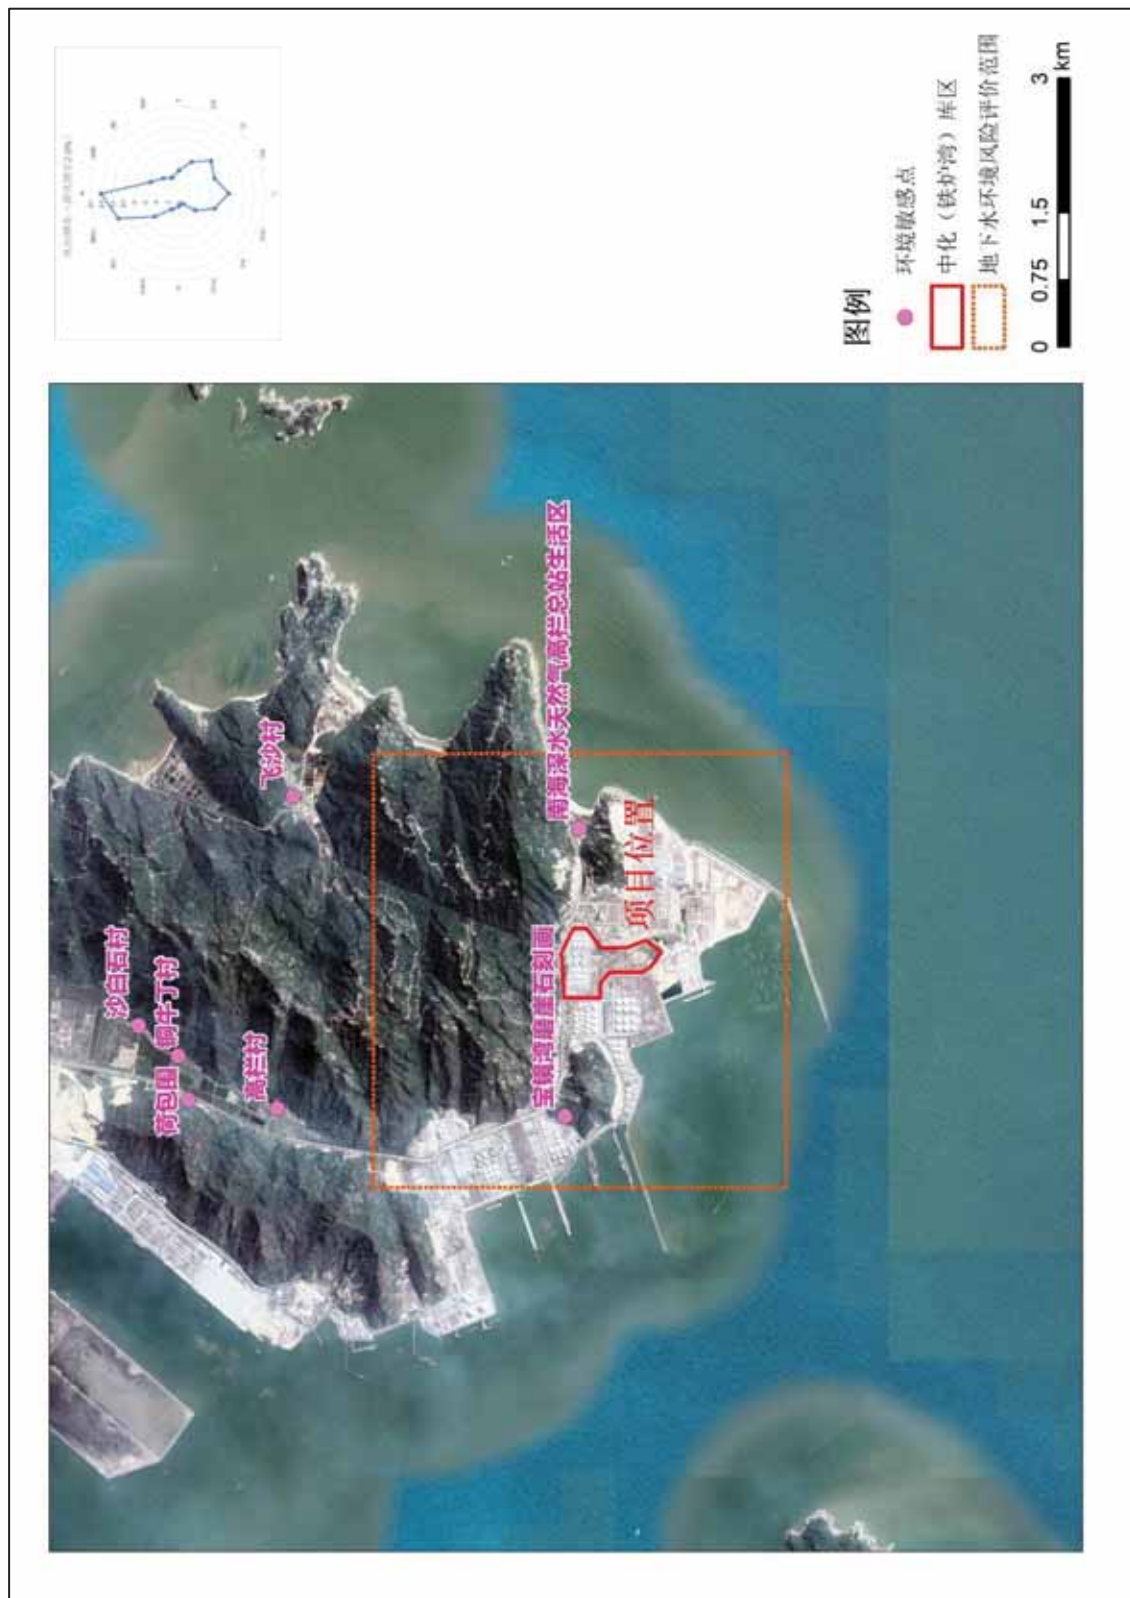 沙白石村
铜牛丁村
荷包围
高栏村
飞沙村
宝镜湾磨崖石刻画
南海深水天然气高栏总站生活区
项目位置
图例
环境敏感点
中化（铁炉湾）库区
地下水环境风险评价范围
0 0.75 1.5 3
km